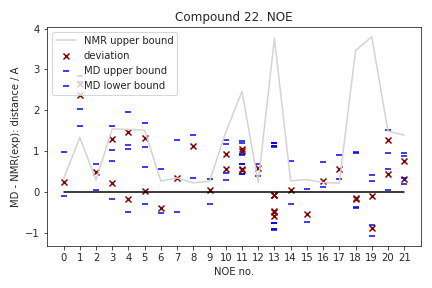 Compound 22. NOE
MD - NMR(exp): distance / A
4
3
2
1
0
−1
NMR upper bound
deviation
MD upper bound
MD lower bound
0 1 2 3 4 5 6 7 8 9 10 11 12 13 14 15 16 17 18 19 20 21
NOE no.